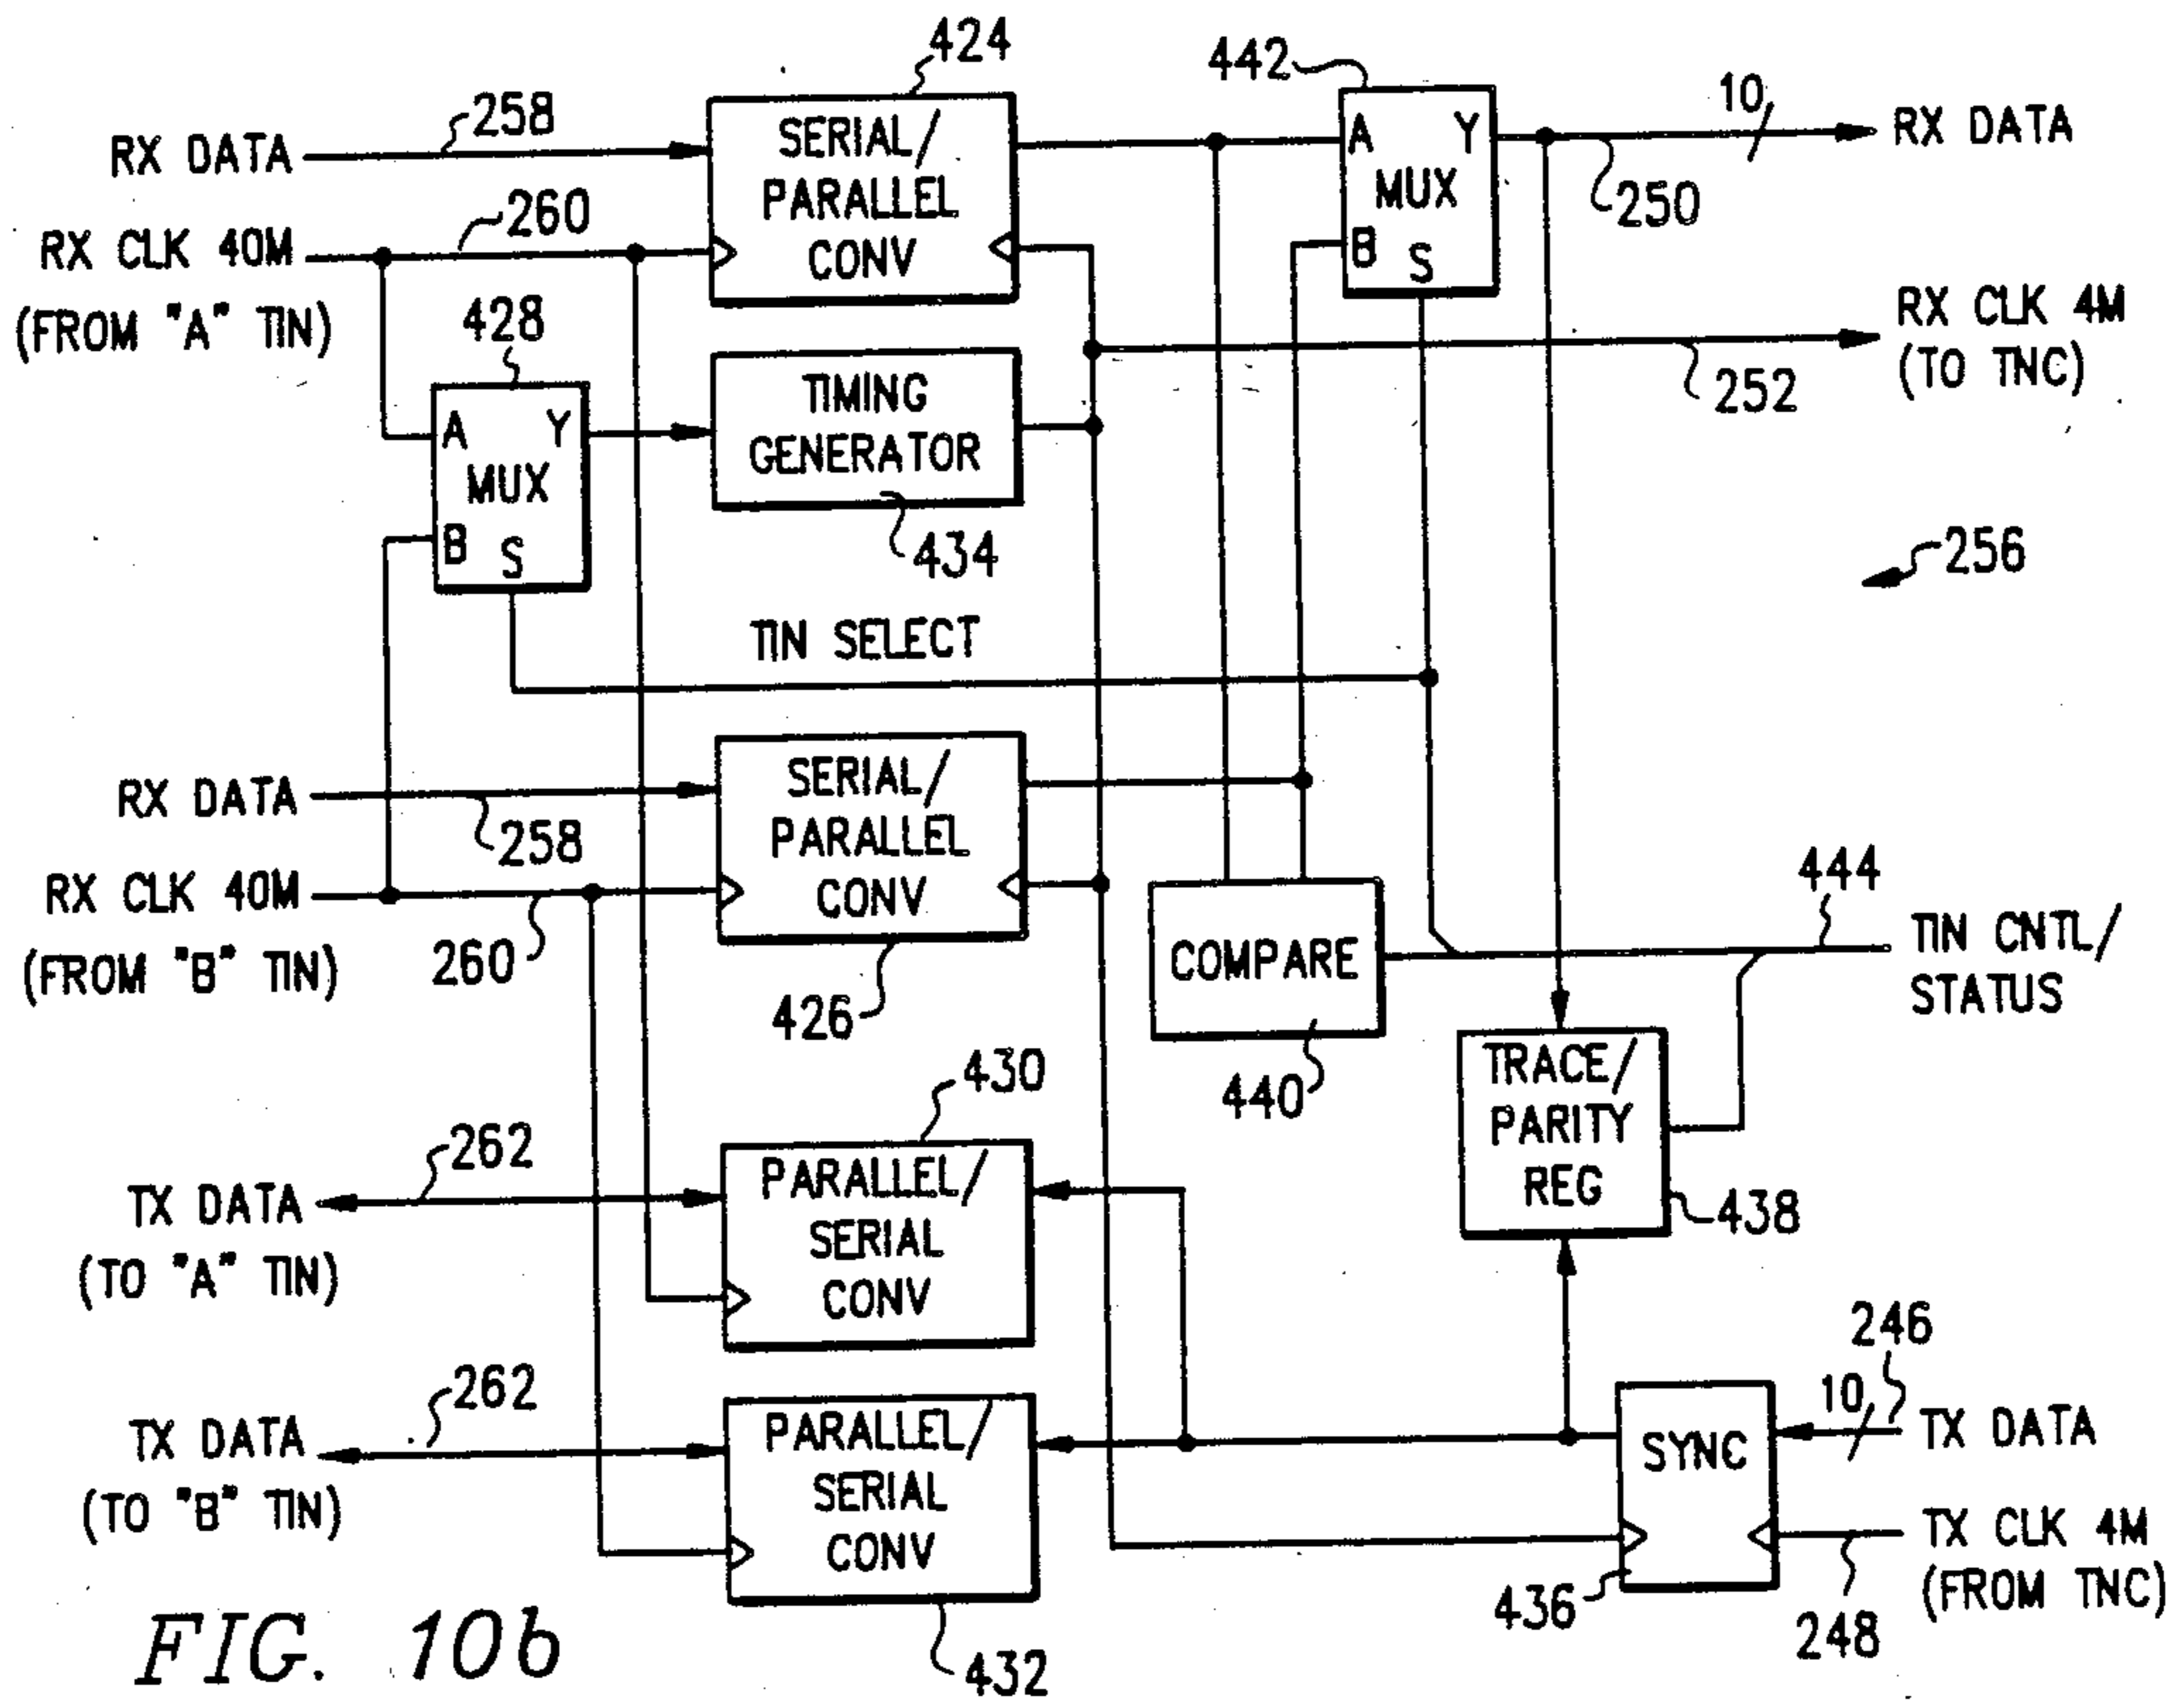 424
442
258
RX DATA
SERIAL/
PARALLEL
CONV
A Y
MUX
B S
10
RX DATA
250
260
RX CLK 40M
(FROM "A" TIN)
RX CLK 4M
(TO TNC)
252
428
A Y
MUX
B S
TIMING
GENERATOR
434
256
TIN SELECT
RX DATA
258
SERIAL/
PARALLEL
CONV
RX CLK 40M
(FROM "B" TIN)
260
426
COMPARE
440
444
TIN CNTL/
STATUS
TRACE/
PARITY
REG
438
430
262
TX DATA
(TO "A" TIN)
PARALLEL/
SERIAL
CONV
262
TX DATA
(TO "B" TIN)
PARALLEL/
SERIAL
CONV
432
SYNC
436
246
10
TX DATA
TX CLK 4M
(FROM TNC)
248
FIG. 10b